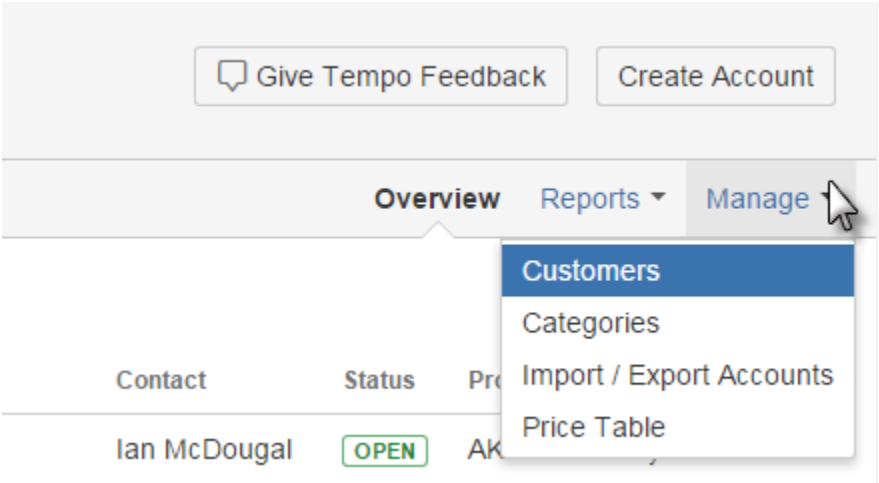 Give Tempo Feedback Create Account
Overview Reports Manage
Customers
Categories
Contact Status Import / Export Accounts
Price Table
Ian McDougal OPEN